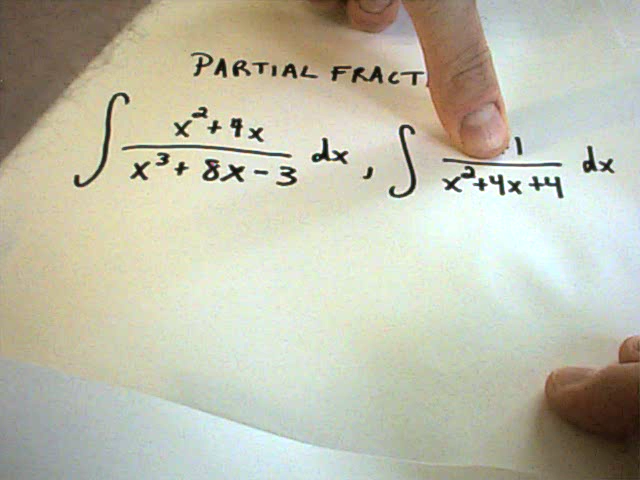 PARTIAL FRACT
∫ (x² + 4x)/(x³ + 8x - 3) dx , ∫ 1/(x² + 4x + 4) dx